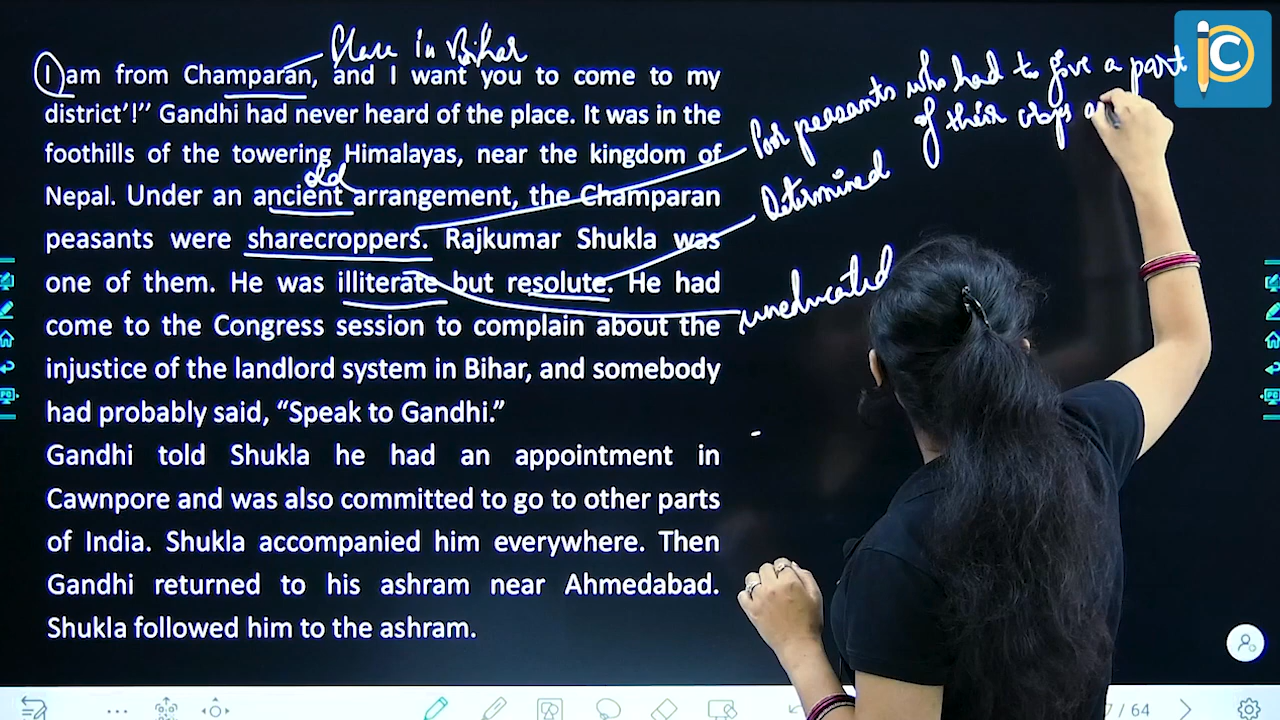 Place in Bihar
I am from Champaran, and I want you to come to my
district'!" Gandhi had never heard of the place. It was in the
foothills of the towering Himalayas, near the kingdom of
old
Nepal. Under an ancient arrangement, the Champaran
peasants were sharecroppers. Rajkumar Shukla was
one of them. He was illiterate but resolute. He had
come to the Congress session to complain about the
injustice of the landlord system in Bihar, and somebody
had probably said, “Speak to Gandhi.”
Gandhi told Shukla he had an appointment in
Cawnpore and was also committed to go to other parts
of India. Shukla accompanied him everywhere. Then
Gandhi returned to his ashram near Ahmedabad.
Shukla followed him to the ashram.
Poor peasants who had to give a part
of their crops a
Determined
uneducated
7 / 64
PC
PC